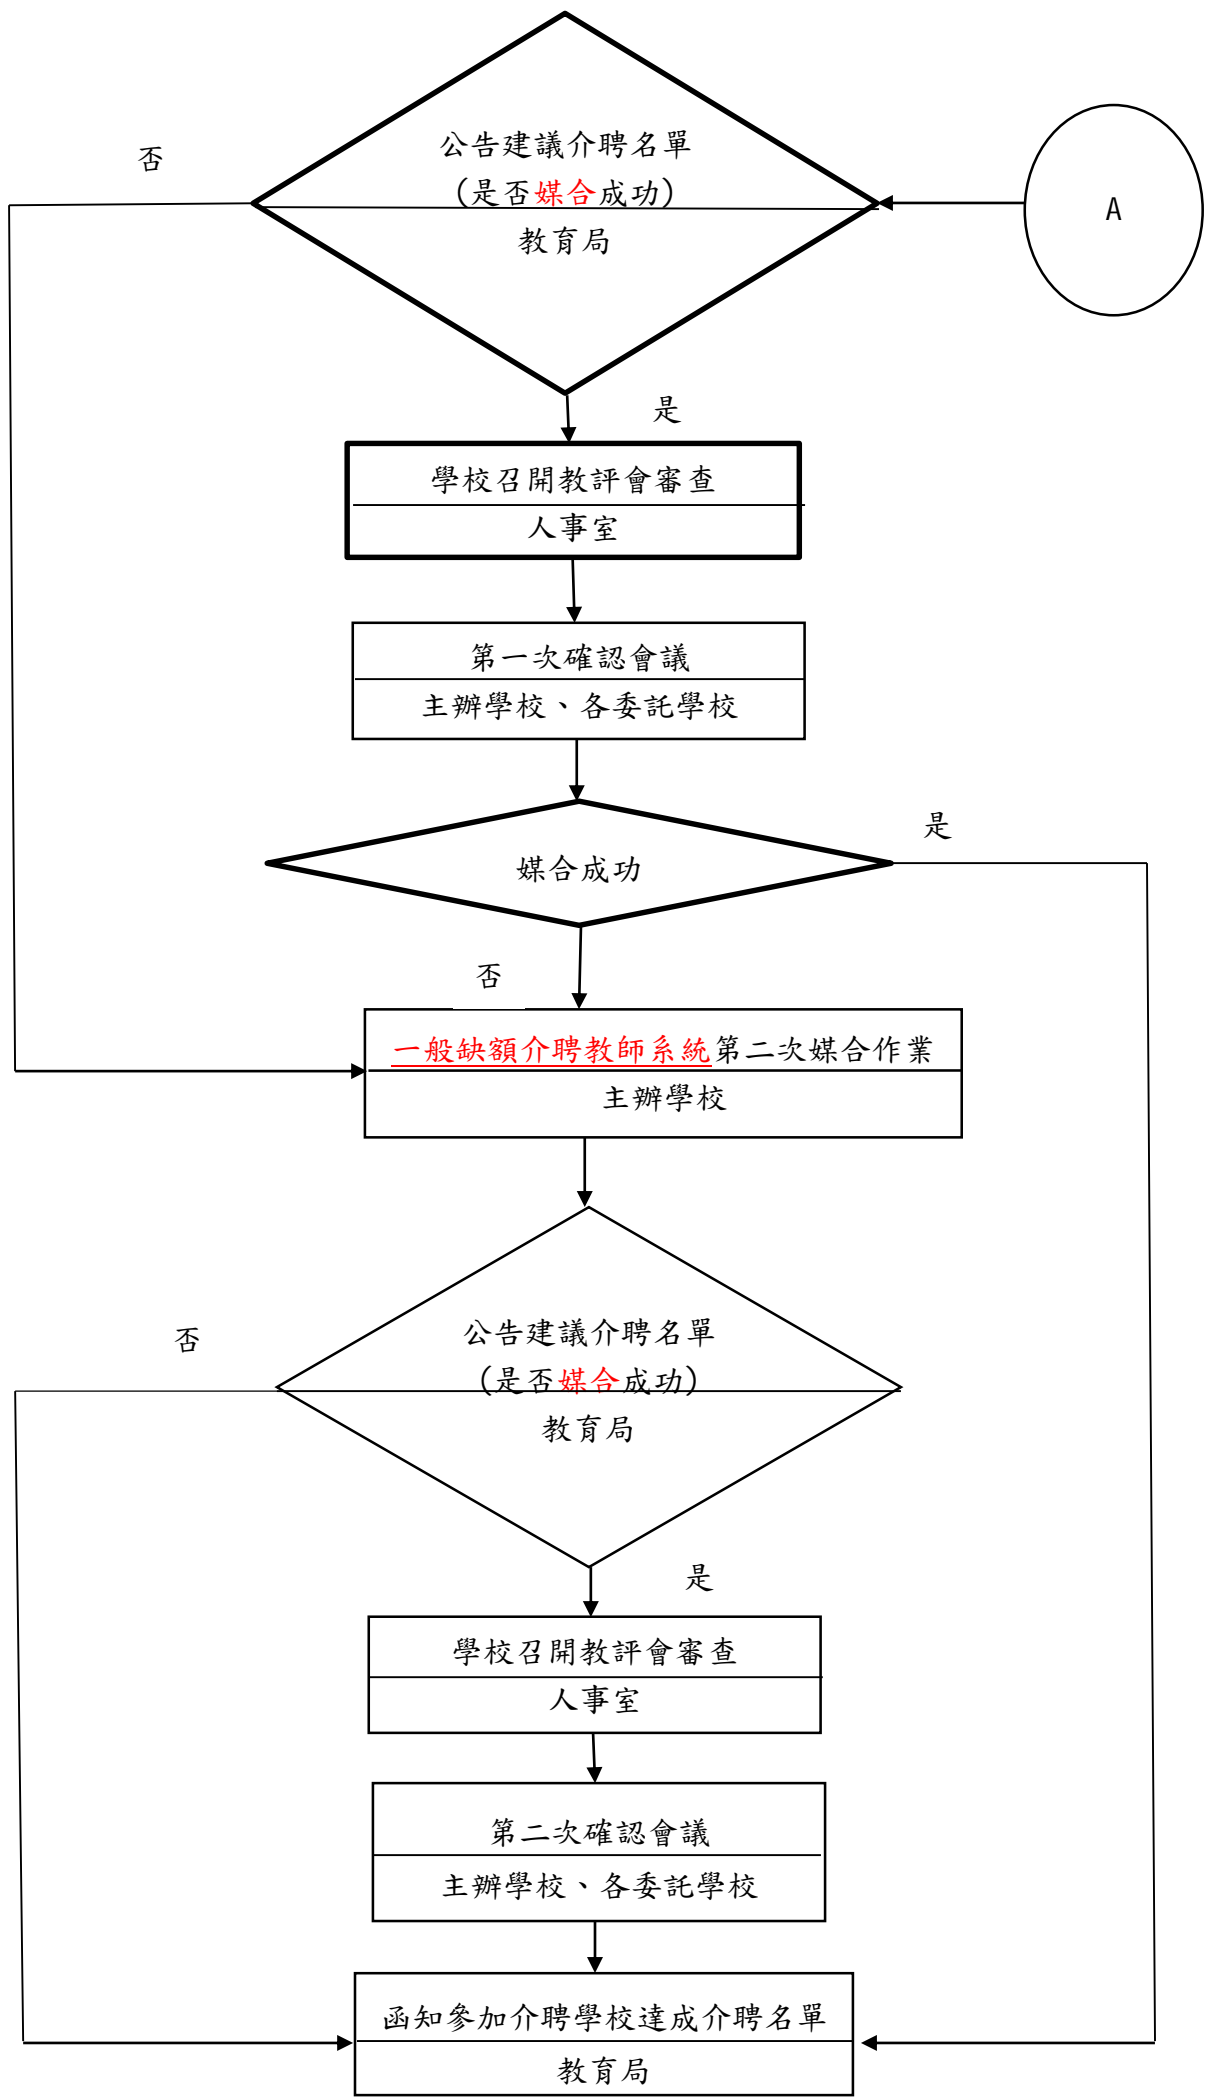 公告建議介聘名單
否
(是否媒合成功)
A
教育局
是
學校召開教評會審查
人事室
第一次確認會議
主辦學校、各委託學校
是
媒合成功
否
一般缺額介聘教師系統第二次媒合作業
主辦學校
公告建議介聘名單
否
(是否媒合成功)
教育局
是
學校召開教評會審查
人事室
第二次確認會議
主辦學校、各委託學校
函知參加介聘學校達成介聘名單
教育局